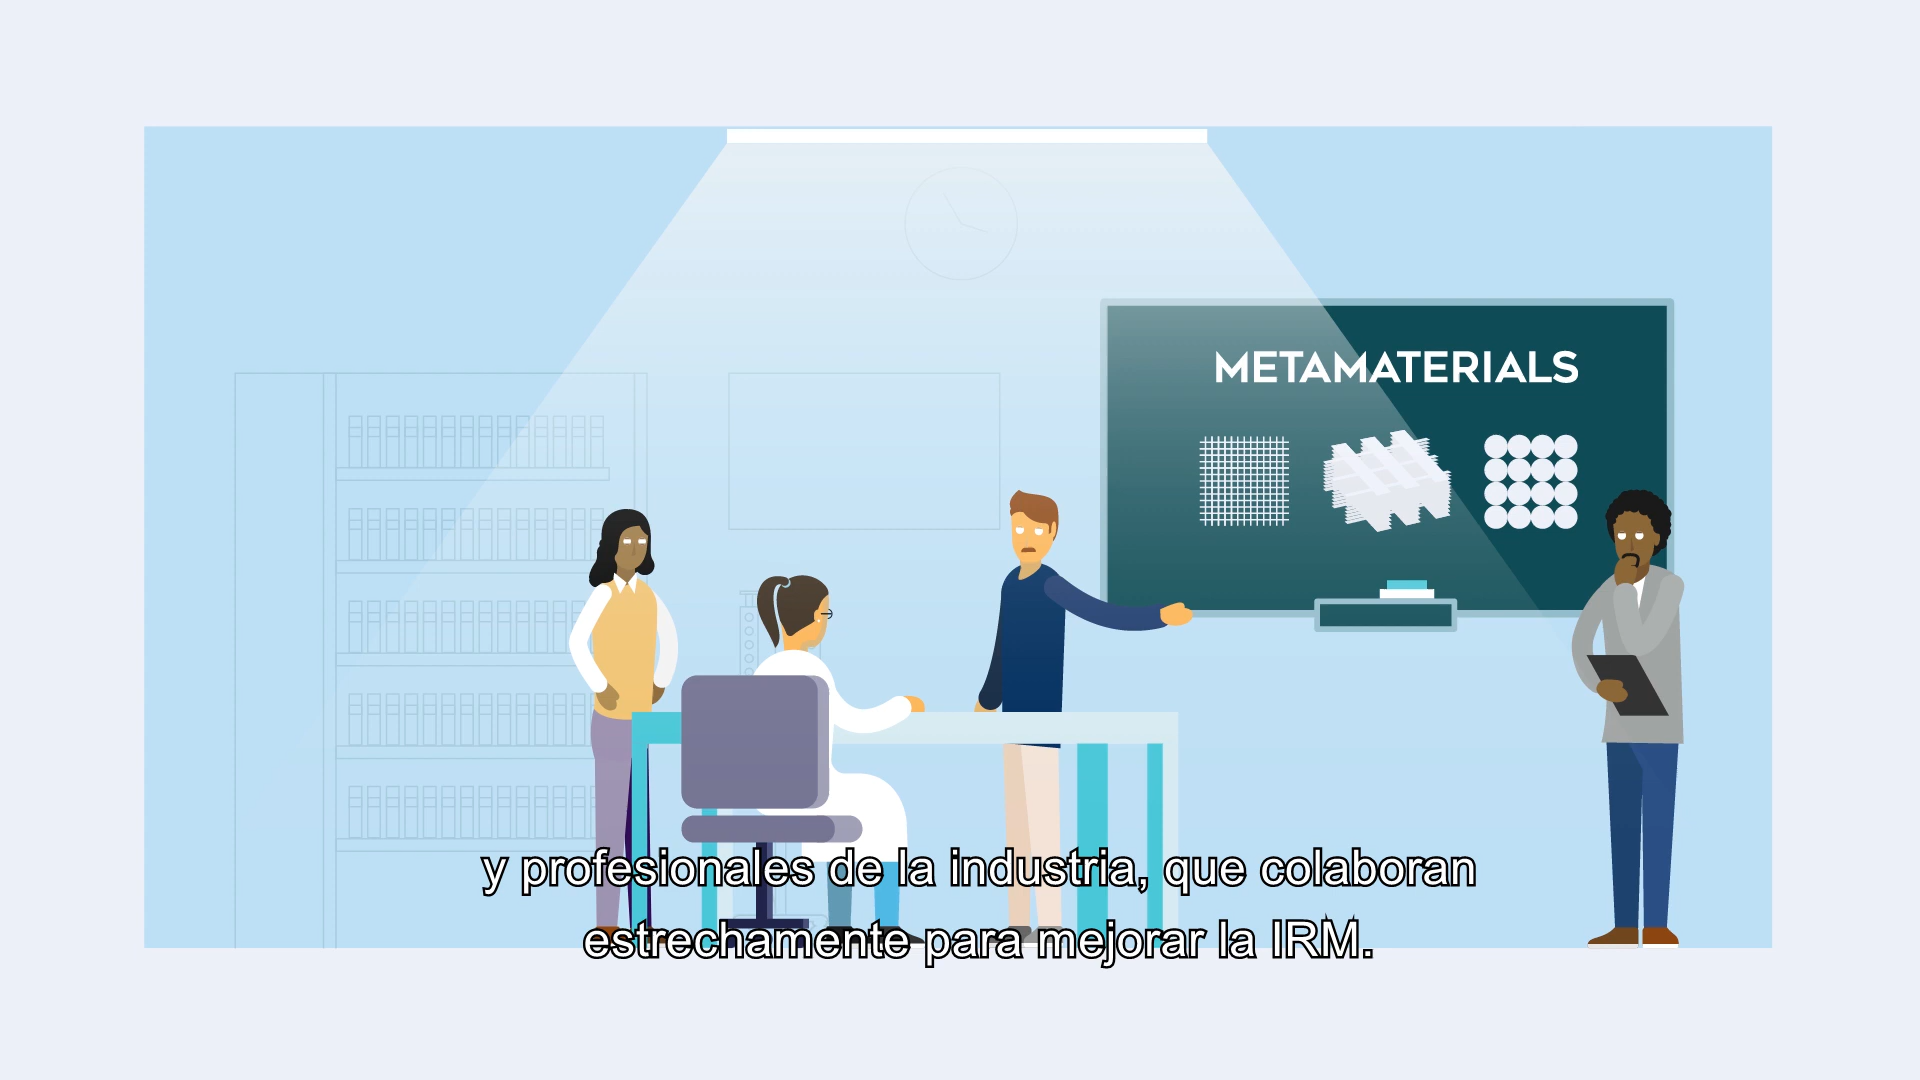 METAMATERIALS
y profesionales de la industria, que colaboran
estrechamente para mejorar la IRM.